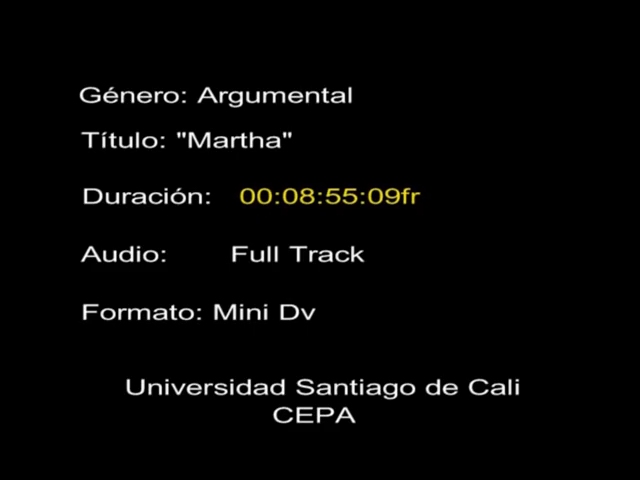 Género: Argumental
Título: "Martha"
Duración: 00:08:55:09fr
Audio: Full Track
Formato: Mini Dv
Universidad Santiago de Cali
CEPA